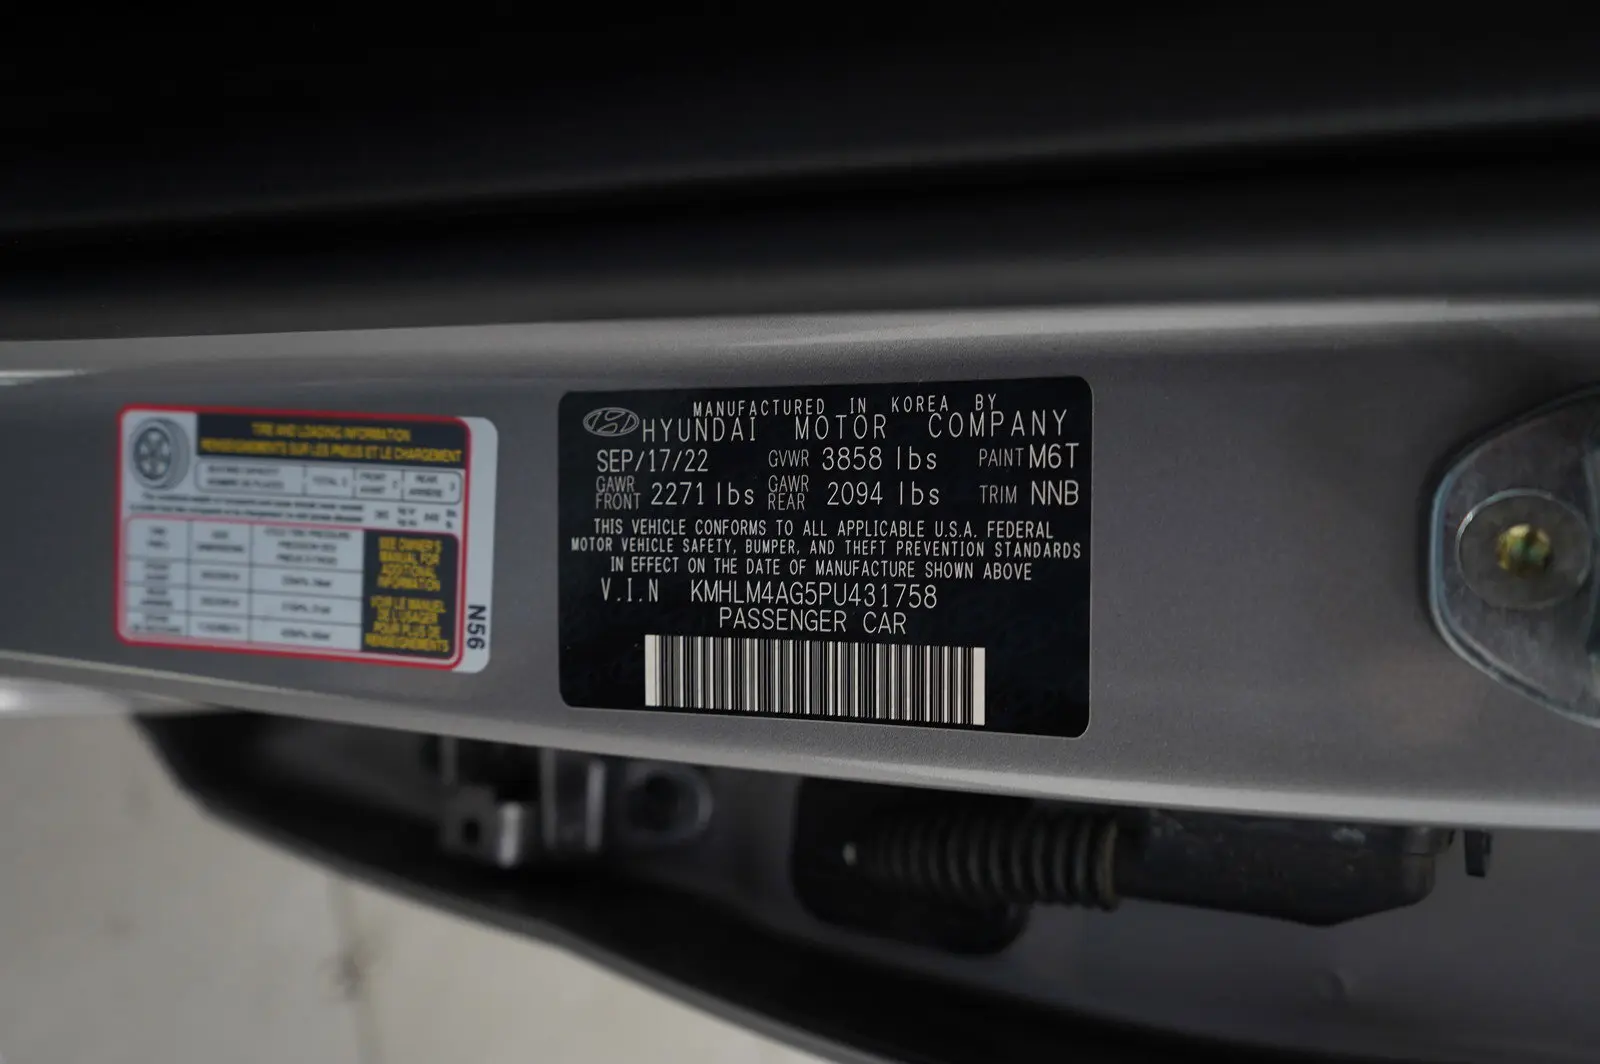 TIRE AND LOADING INFORMATION
RENSEIGNEMENTS SUR LES PNEUS ET LE CHARGEMENT
SEE OWNER'S
MANUAL FOR
ADDITIONAL
INFORMATION
VOIR LE MANUEL
DE L'USAGER
POUR PLUS DE
RENSEIGNEMENTS
N56
MANUFACTURED IN KOREA BY
HYUNDAI MOTOR COMPANY
SEP/17/22 GVWR 3858 lbs PAINT M6T
GAWR FRONT 2271 lbs GAWR REAR 2094 lbs TRIM NNB
THIS VEHICLE CONFORMS TO ALL APPLICABLE U.S.A. FEDERAL
MOTOR VEHICLE SAFETY, BUMPER, AND THEFT PREVENTION STANDARDS
IN EFFECT ON THE DATE OF MANUFACTURE SHOWN ABOVE
V.I.N KMHLM4AG5PU431758
PASSENGER CAR